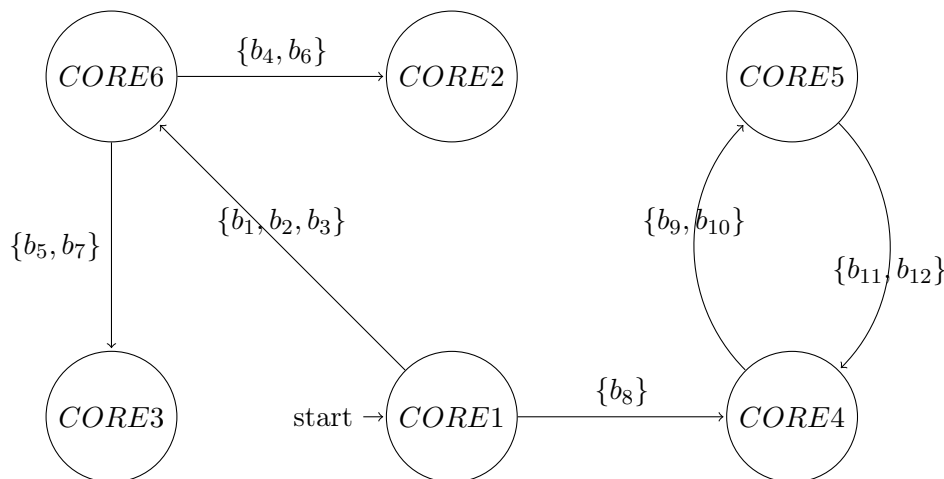 {b₄, b₆}
CORE6
CORE2
CORE5
{b₁, b₂, b₃}
{b₉, b₁₀}
{b₅, b₇}
{b₁₁, b₁₂}
{b₈}
CORE3
start
CORE1
CORE4